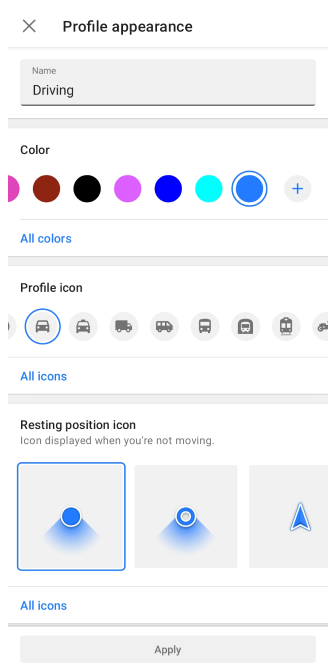 Profile appearance
Name
Driving
Color
All colors
Profile icon
All icons
Resting position icon
Icon displayed when you're not moving.
All icons
Apply